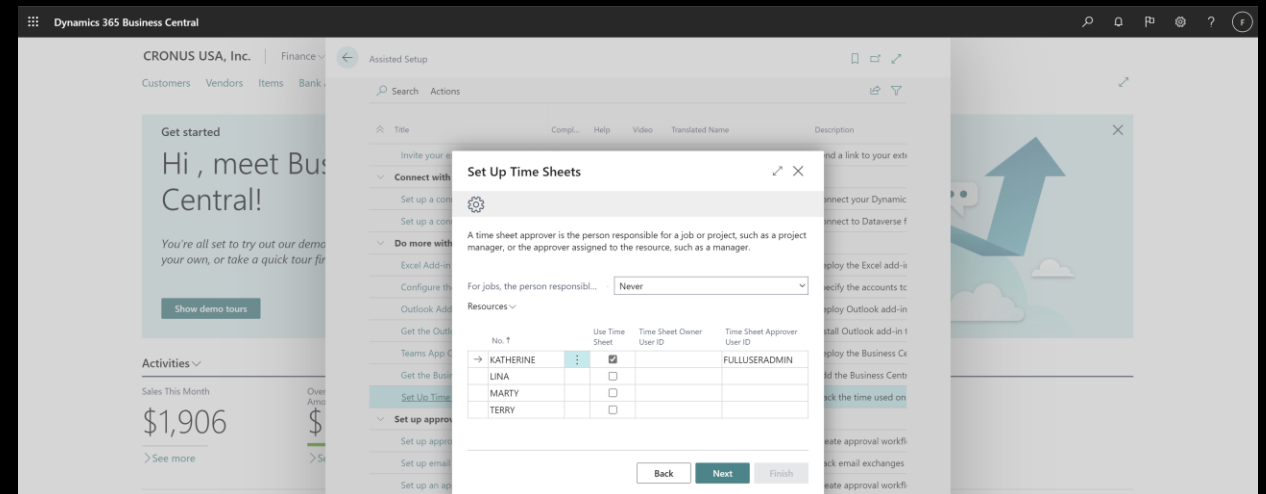 Dynamics 365 Business Central
?
F
CRONUS USA, Inc.
Finance
Customers Vendors Items Bank
Get started
Hi , meet Bus
Central!
You're all set to try out our demo
your own, or take a quick tour fir
Show demo tours
Activities
Sales This Month
$1,906
See more
Over
Amo
$
Assisted Setup
Search Actions
Title Compl... Help Video Translated Name Description
Invite your e
nd a link to your exte
Connect with
Set up a con
onnect your Dynamic
Set up a con
onnect to Dataverse f
Do more with
Excel Add-in
eploy the Excel add-in
Configure th
ecify the accounts to
Outlook Add
eploy Outlook add-in
Get the Outl
stall Outlook add-in t
Teams App C
eploy the Business Ce
Get the Busi
dd the Business Centr
Set Up Time
ack the time used on
Set up approv
Set up appro
eate approval workfl
Set up email
ack email exchanges
Set up an ap
eate approval workfl
Set Up Time Sheets
A time sheet approver is the person responsible for a job or project, such as a project
manager, or the approver assigned to the resource, such as a manager.
For jobs, the person responsibl... Never
Resources
No. ↑ Use Time Sheet Time Sheet Owner User ID Time Sheet Approver User ID
KATHERINE FULLUSERADMIN
LINA
MARTY
TERRY
Back Next Finish